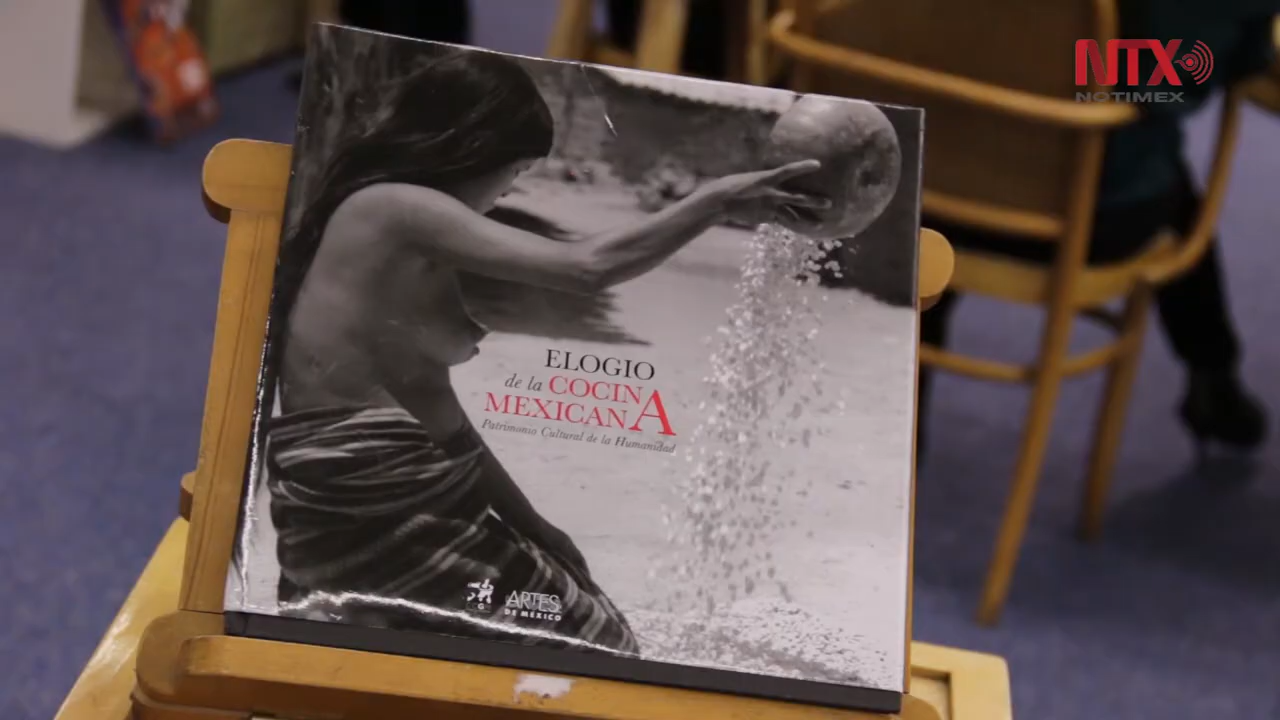 NTX
NOTIMEX
ELOGIO
de la COCINA
MEXICANA
Patrimonio Cultural de la Humanidad
ARTES
DE MÉXICO